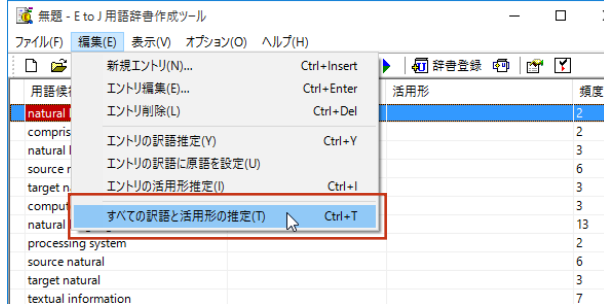 無題 - E to J 用語辞書作成ツール
ファイル(F) 編集(E) 表示(V) オプション(O) ヘルプ(H)
新規エントリ(N)... Ctrl+Insert
エントリ編集(E)... Ctrl+Enter
エントリ削除(L) Ctrl+Del
エントリの訳語推定(Y) Ctrl+Y
エントリの訳語に原語を設定(U)
エントリの活用形推定(I) Ctrl+I
すべての訳語と活用形の推定(T) Ctrl+T
辞書登録
用語候 活用形 頻度
natural 2
compris 2
natural l 3
source r 6
target n 3
comput 3
natural 13
processing system 2
source natural 6
target natural 3
textual information 7